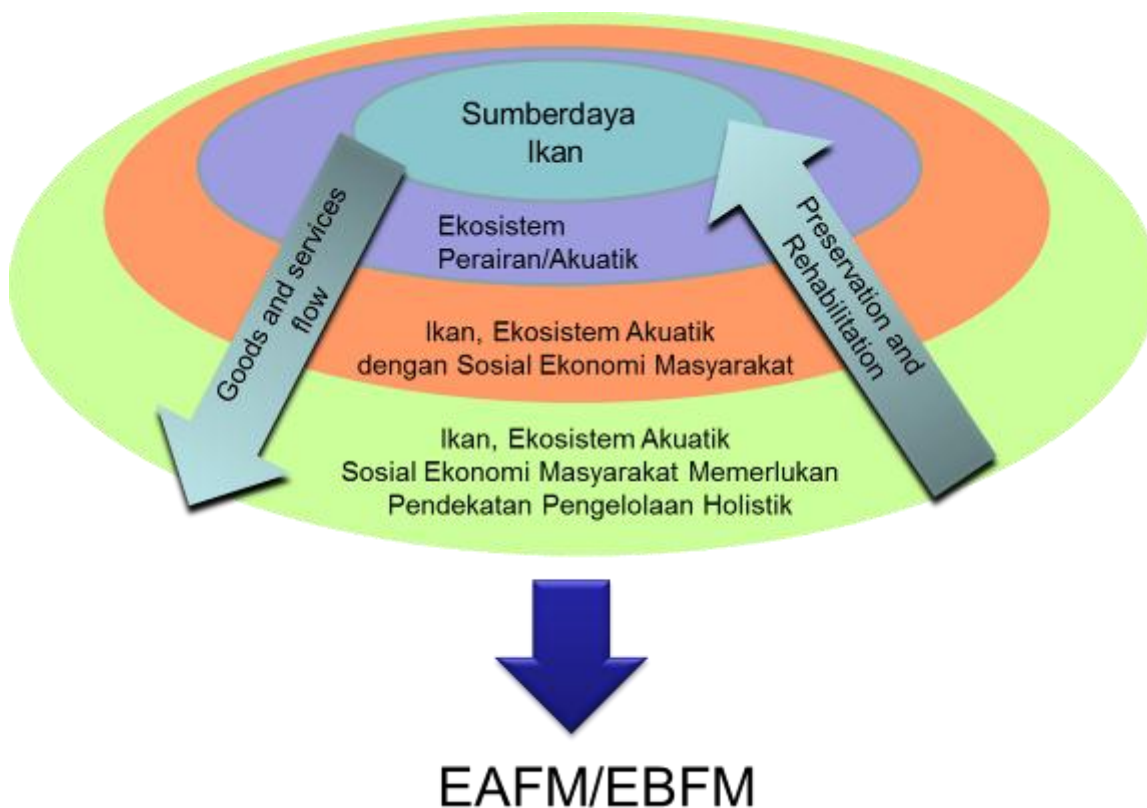 Sumberdaya
Ikan
Ekosistem
Perairan/Akuatik
Goods and services
flow
Preservation and
Rehabilitation
Ikan, Ekosistem Akuatik
dengan Sosial Ekonomi Masyarakat
Ikan, Ekosistem Akuatik
Sosial Ekonomi Masyarakat Memerlukan
Pendekatan Pengelolaan Holistik
EAFM/EBFM